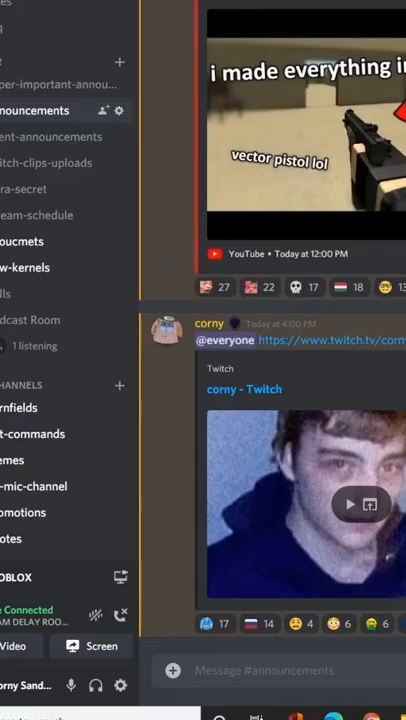 per-important-annou...
nouncements
ent-announcements
itch-clips-uploads
ra-secret
eam-schedule
oucmets
w-kernels
lls
dcast Room
1 listening
HANNELS
rnfields
t-commands
emes
-mic-channel
omotions
otes
OBLOX
e Connected
AM DELAY ROO...
Video
Screen
orny Sand...
i made everything i
vector pistol lol
YouTube • Today at 12:00 PM
27
22
17
18
13
corny Today at 4:00 PM
@everyone https://www.twitch.tv/corn
Twitch
corny - Twitch
17
14
4
6
6
Message #announcements